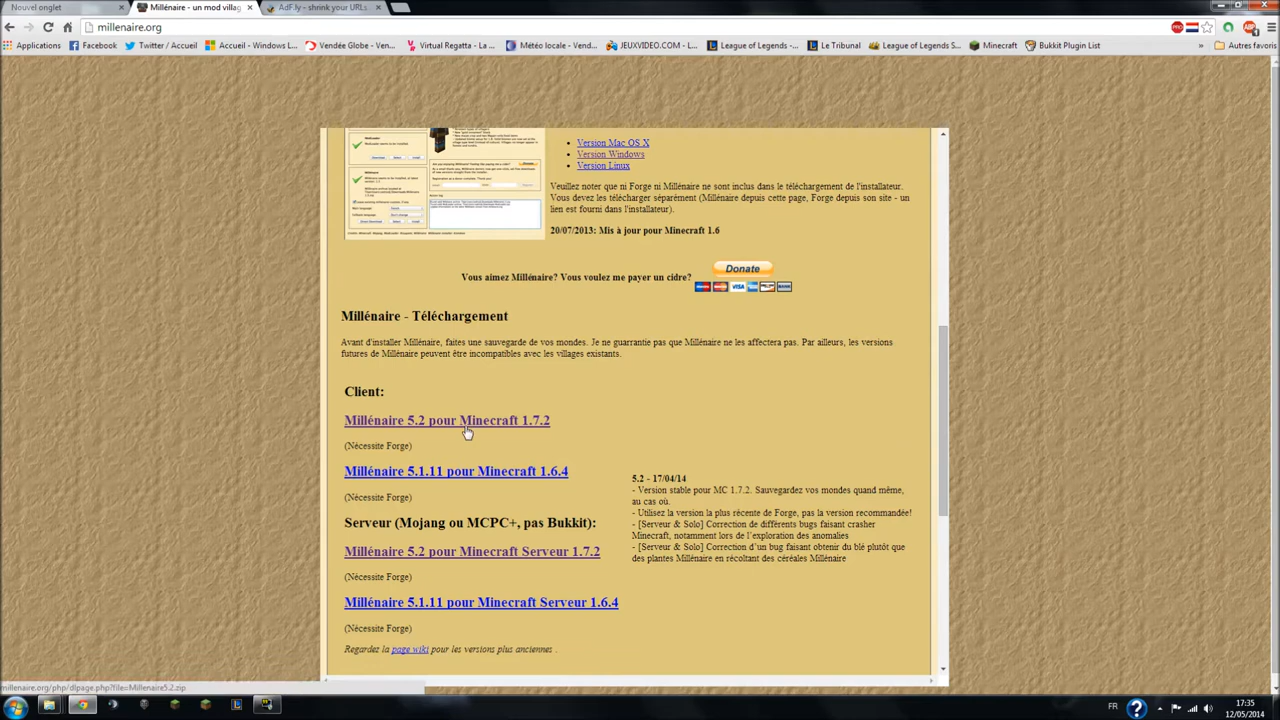 Nouvel onglet
Millénaire - un mod villag
AdF.ly - shrink your URLs
millenaire.org
Applications
Facebook
Twitter / Accueil
Accueil - Windows L...
Vendée Globe - Ven...
Virtual Regatta - La ...
Météo locale - Vend...
JEUXVIDEO.COM - L...
League of Legends -...
Le Tribunal
League of Legends S...
Minecraft
Bukkit Plugin List
»
Autres favoris
Version Mac OS X
Version Windows
Version Linux
Veuillez noter que ni Forge ni Millénaire ne sont inclus dans le téléchargement de l'installateur.
Vous devez les télécharger séparément (Millénaire depuis cette page, Forge depuis son site - un
lien est fourni dans l'installateur).
20/07/2013: Mis à jour pour Minecraft 1.6
Vous aimez Millénaire? Vous voulez me payer un cidre?
Donate
Millénaire - Téléchargement
Avant d'installer Millénaire, faites une sauvegarde de vos mondes. Je ne guarrantie pas que Millénaire ne les affectera pas. Par ailleurs, les versions
futures de Millénaire peuvent être incompatibles avec les villages existants.
Client:
Millénaire 5.2 pour Minecraft 1.7.2
(Nécessite Forge)
Millénaire 5.1.11 pour Minecraft 1.6.4
(Nécessite Forge)
Serveur (Mojang ou MCPC+, pas Bukkit):
Millénaire 5.2 pour Minecraft Serveur 1.7.2
(Nécessite Forge)
Millénaire 5.1.11 pour Minecraft Serveur 1.6.4
(Nécessite Forge)
Regardez la page wiki pour les versions plus anciennes .
5.2 - 17/04/14
- Version stable pour MC 1.7.2. Sauvegardez vos mondes quand même,
au cas où.
- Utilisez la version la plus récente de Forge, pas la version recommandée!
- [Serveur & Solo] Correction de différents bugs faisant crasher
Minecraft, notamment lors de l'exploration des anomalies
- [Serveur & Solo] Correction d'un bug faisant obtenir du blé plutôt que
des plantes Millénaire en récoltant des céréales Millénaire
millenaire.org/php/dlpage.php?file=Millenaire5.2.zip
FR
17:35
12/05/2014